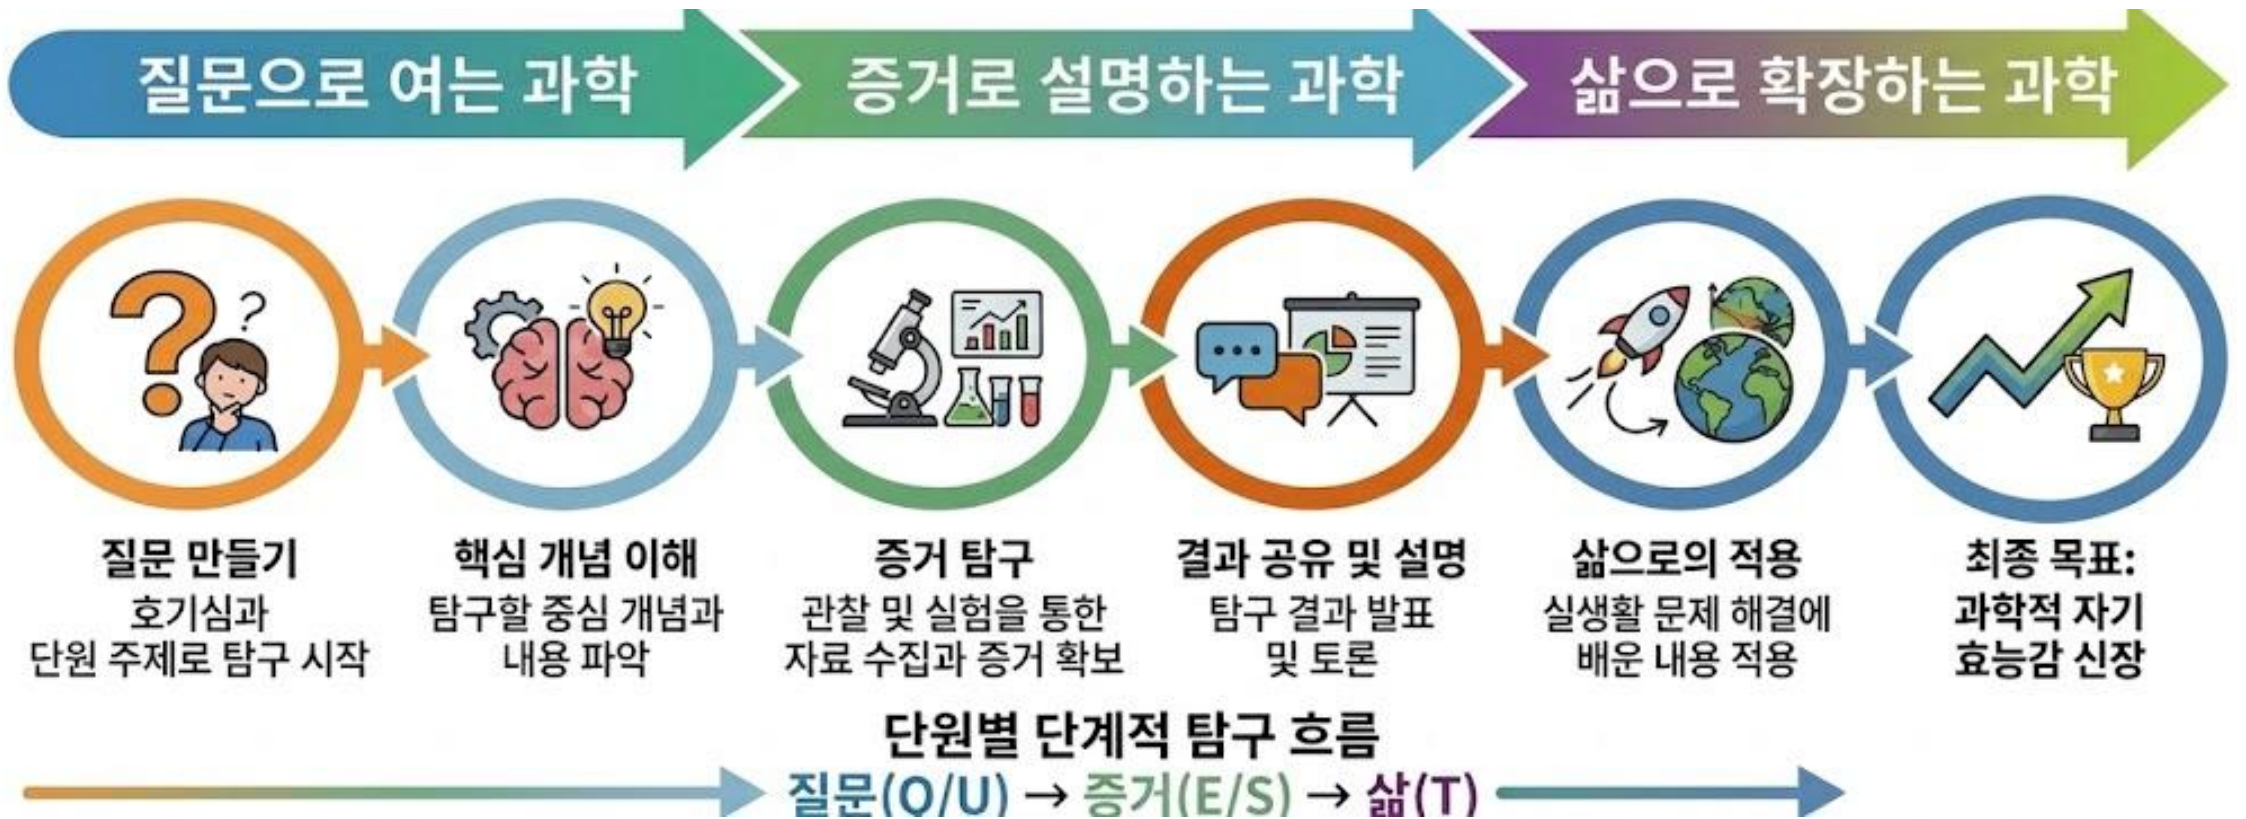 질문으로 여는 과학
증거로 설명하는 과학
삶으로 확장하는 과학
?
?
질문 만들기
호기심과
단원 주제로 탐구 시작
핵심 개념 이해
탐구할 중심 개념과
내용 파악
증거 탐구
관찰 및 실험을 통한
자료 수집과 증거 확보
결과 공유 및 설명
탐구 결과 발표
및 토론
삶으로의 적용
실생활 문제 해결에
배운 내용 적용
최종 목표:
과학적 자기
효능감 신장
단원별 단계적 탐구 흐름
질문(Q/U) → 증거(E/S) → 삶(T)